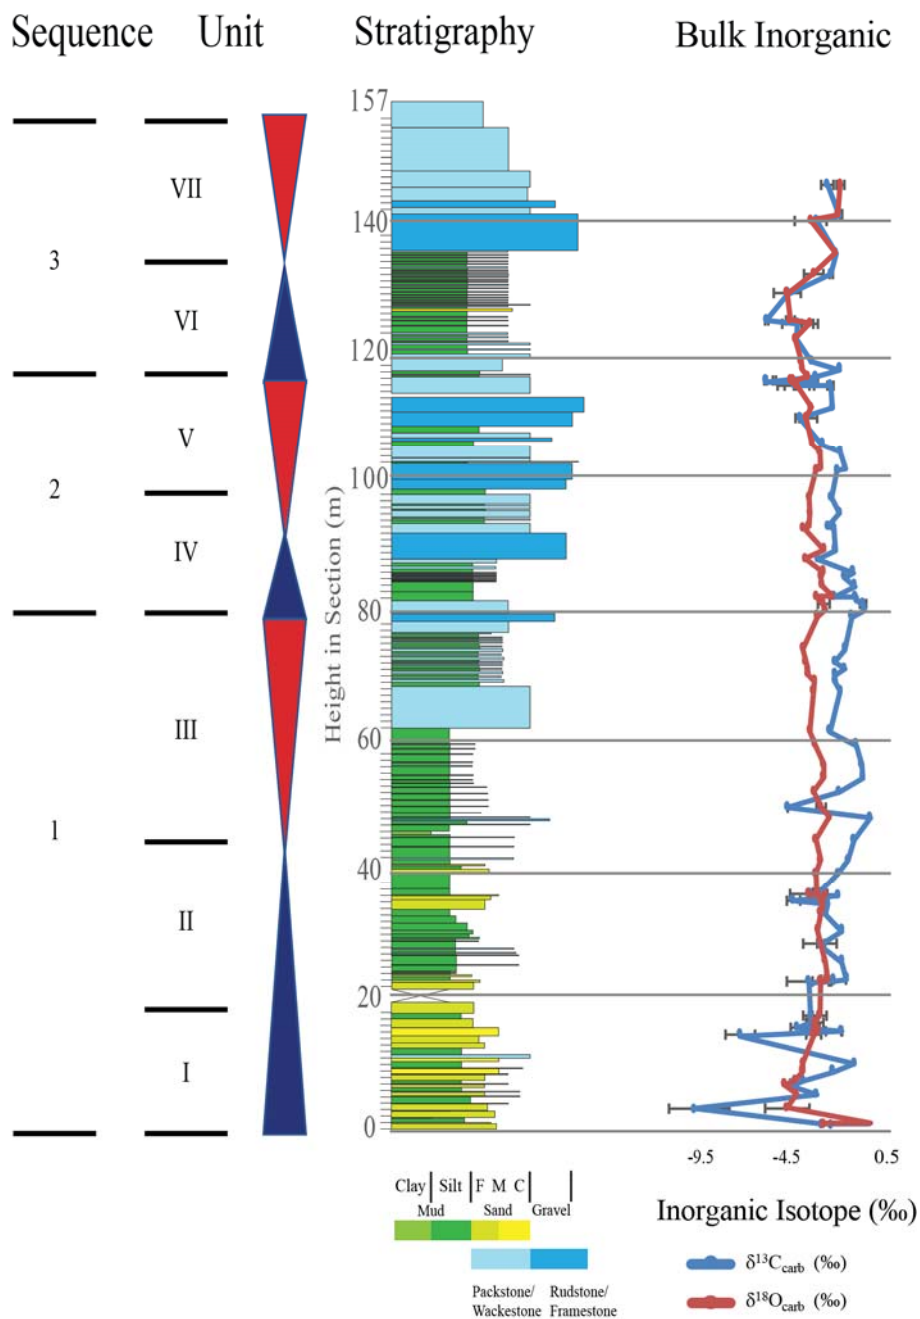 Sequence Unit Stratigraphy Bulk Inorganic
157
VII
140
3
VI
120
V
100
2
IV
80
Height in Section (m)
III
60
1
40
II
20
I
0
-9.5 -4.5 0.5
Clay Silt F M C
Mud Sand Gravel
Inorganic Isotope (‰)
δ¹³Ccarb (‰)
Packstone/ Rudstone/
Wackestone Framestone
δ¹⁸Ocarb (‰)